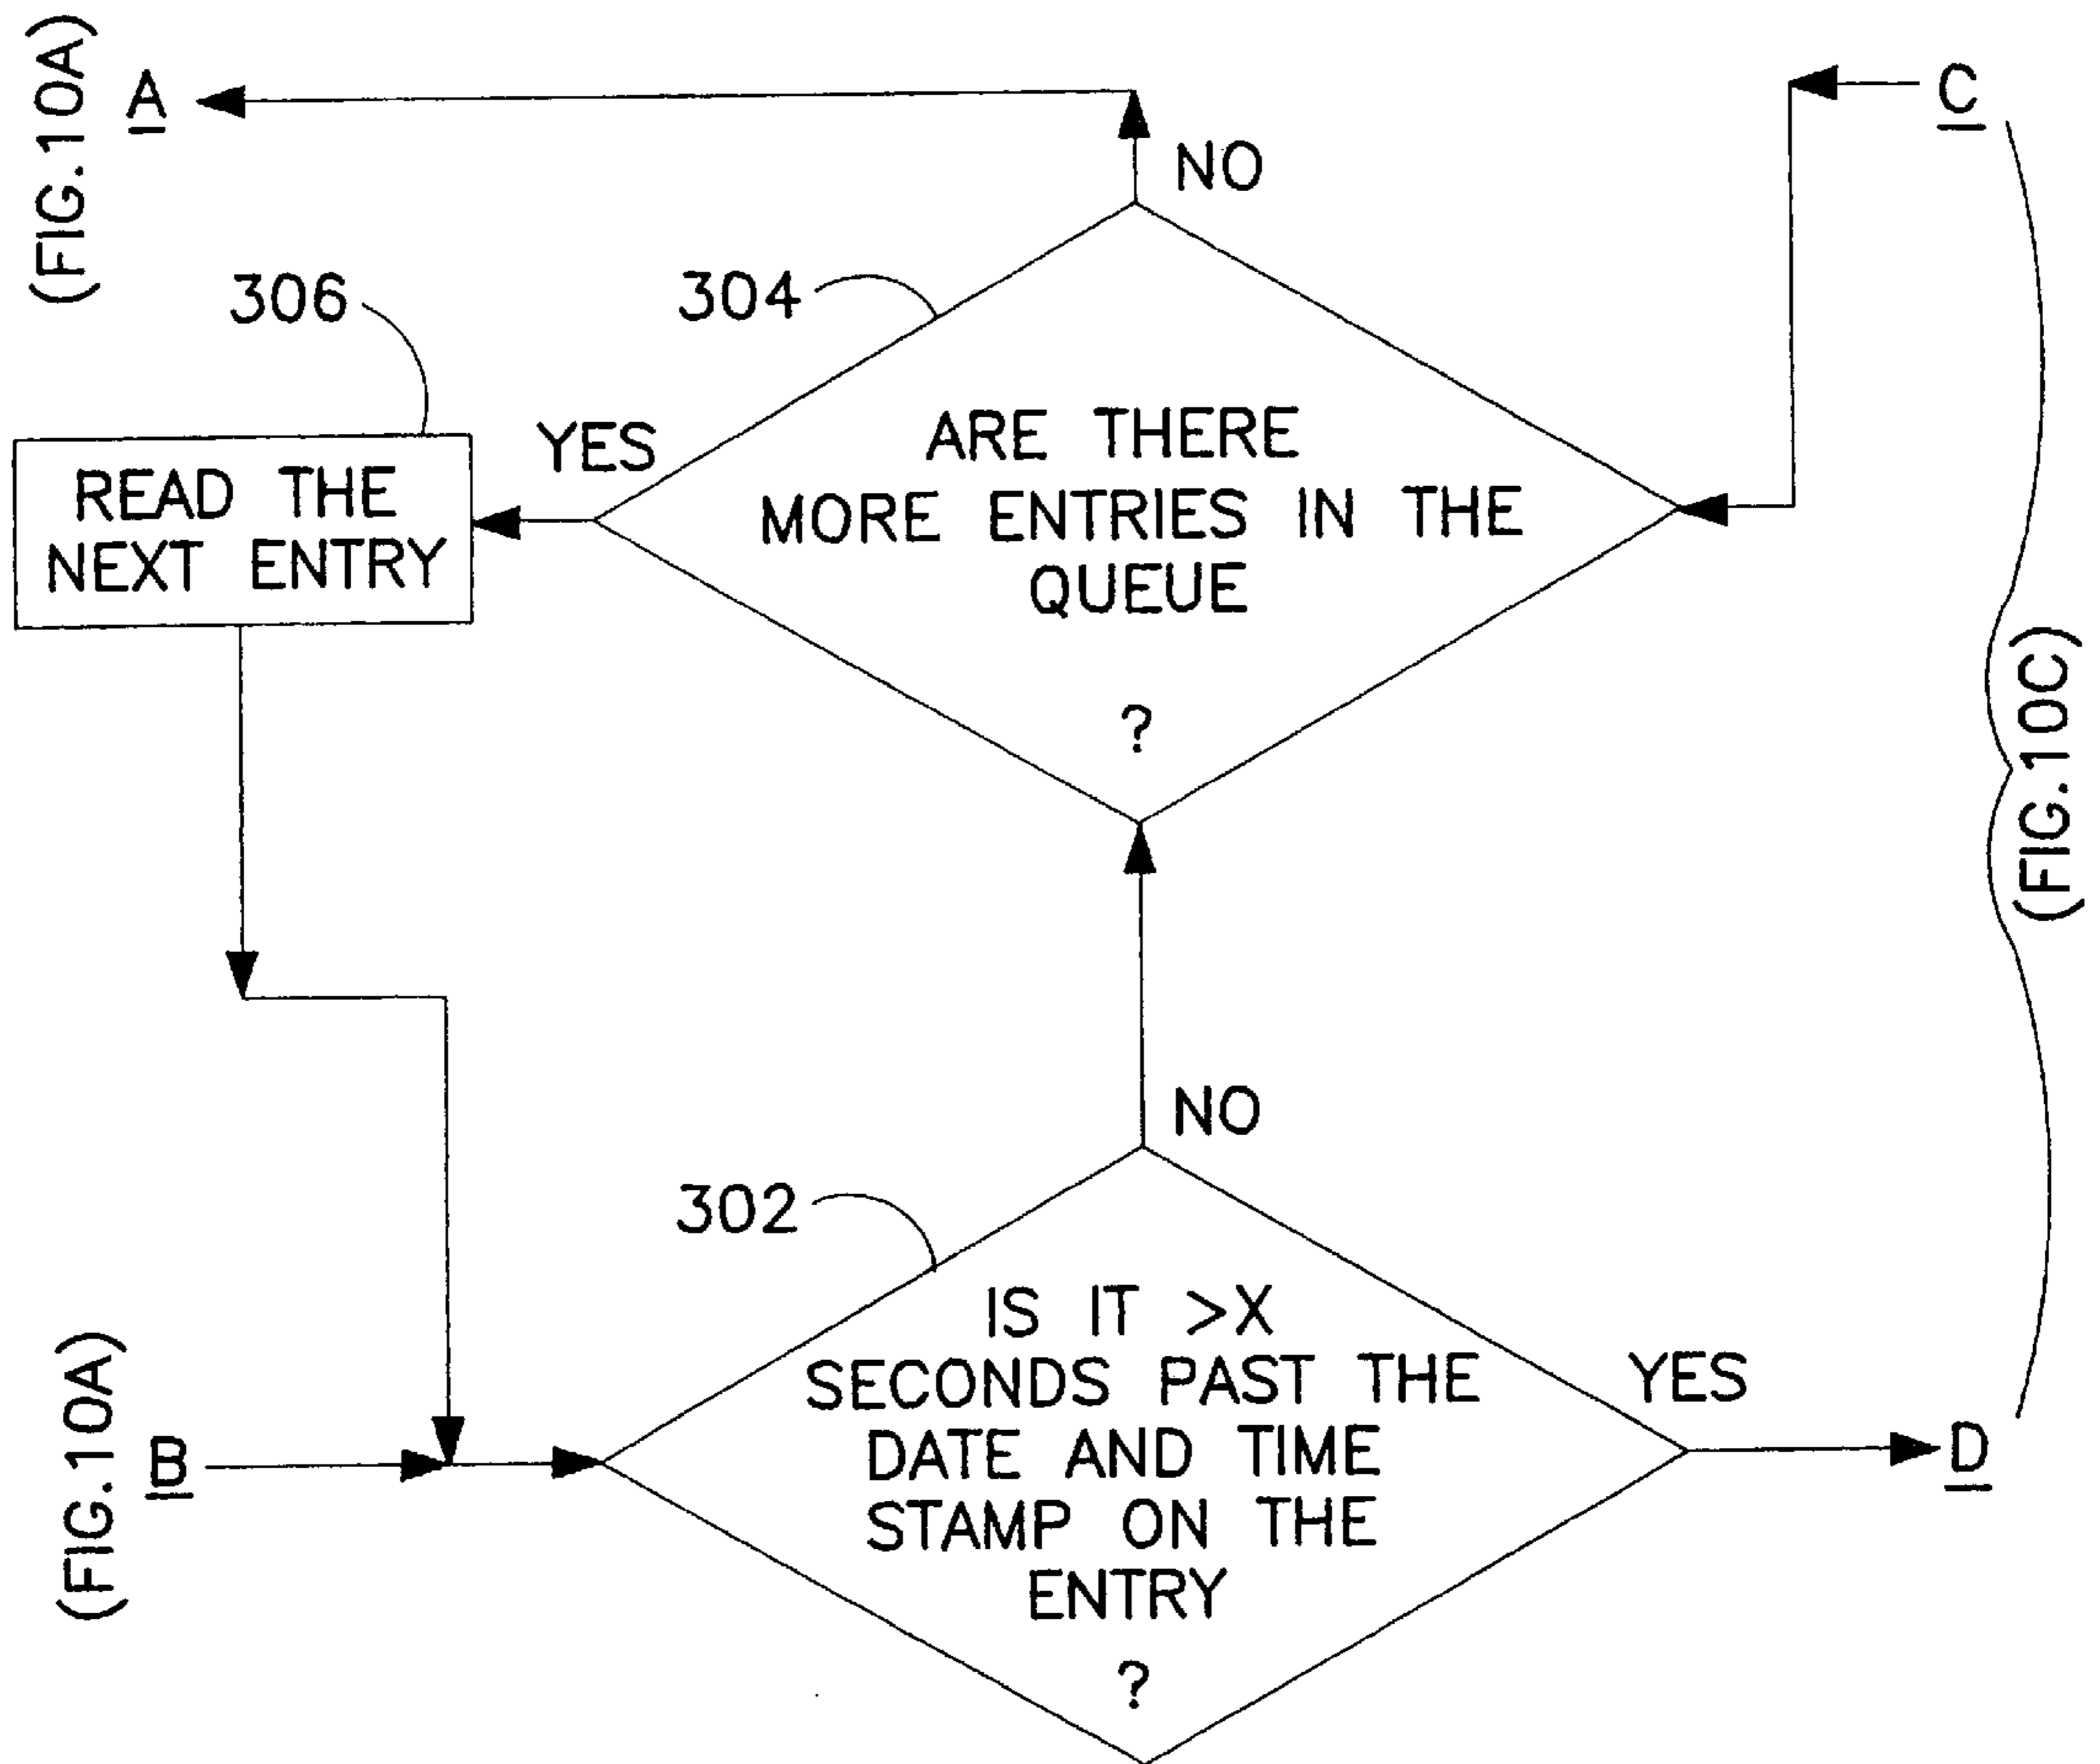 (FIG.10A)
A
C
NO
306
304
YES
READ THE
NEXT ENTRY
ARE THERE
MORE ENTRIES IN THE
QUEUE
?
(FIG.10C)
NO
302
IS IT >X
SECONDS PAST THE
DATE AND TIME
STAMP ON THE
ENTRY
?
YES
(FIG.10A)
B
D